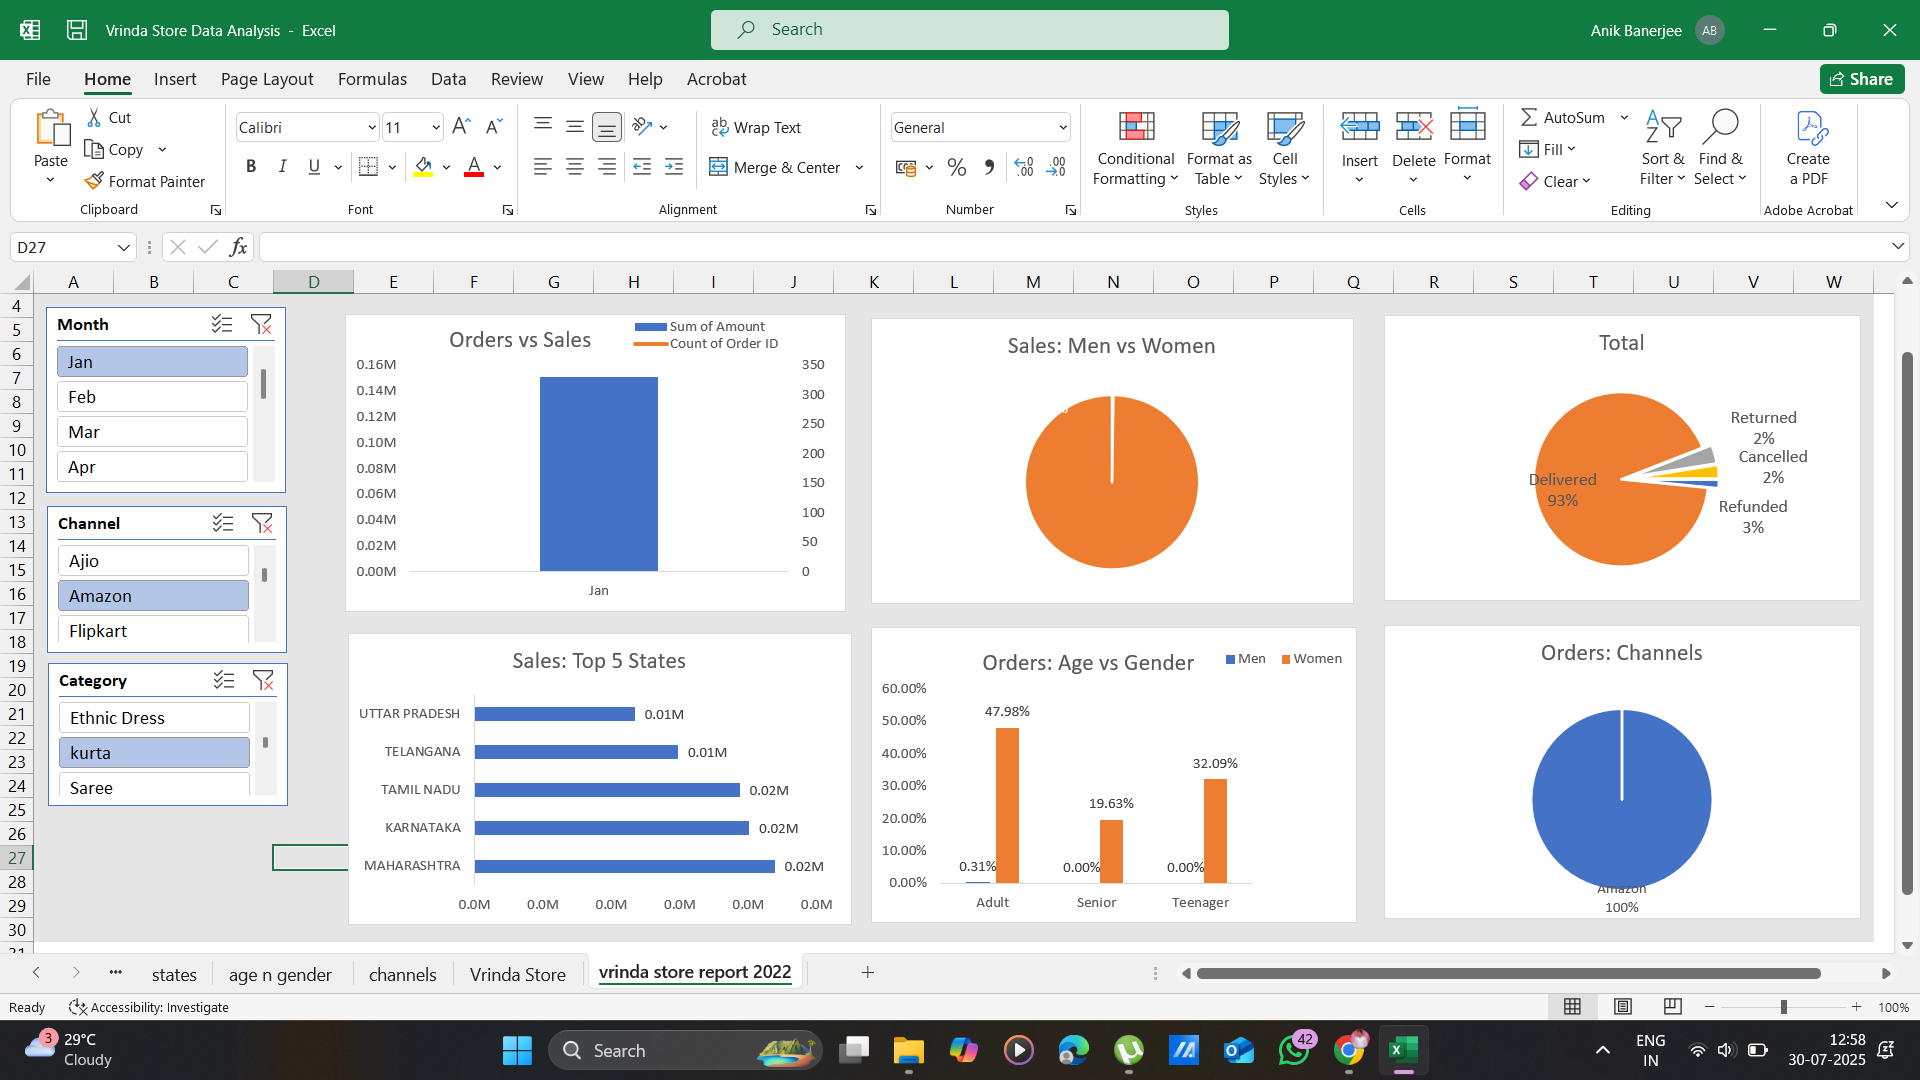 Vrinda Store Data Analysis - Excel
Search
Anik Banerjee AB
File Home Insert Page Layout Formulas Data Review View Help Acrobat
Share
Paste
Cut
Copy
Format Painter
Clipboard
Calibri 11
B I U
Font
Wrap Text
Merge & Center
Alignment
General
Number
Conditional Formatting
Format as Table
Cell Styles
Styles
Insert Delete Format
Cells
AutoSum
Fill
Clear
Sort & Filter
Find & Select
Editing
Create a PDF
Adobe Acrobat
D27
fx
A B C D E F G H I J K L M N O P Q R S T U V W
4
5
6
7
8
9
10
11
12
13
14
15
16
17
18
19
20
21
22
23
24
25
26
27
28
29
30
31
Month
Jan
Feb
Mar
Apr
Channel
Ajio
Amazon
Flipkart
Category
Ethnic Dress
kurta
Saree
Orders vs Sales
Sum of Amount
Count of Order ID
0.16M
0.14M
0.12M
0.10M
0.08M
0.06M
0.04M
0.02M
0.00M
350
300
250
200
150
100
50
0
Jan
Sales: Men vs Women
Total
Returned
2%
Cancelled
2%
Delivered
93%
Refunded
3%
Sales: Top 5 States
UTTAR PRADESH 0.01M
TELANGANA 0.01M
TAMIL NADU 0.02M
KARNATAKA 0.02M
MAHARASHTRA 0.02M
0.0M 0.0M 0.0M 0.0M 0.0M 0.0M
Orders: Age vs Gender
Men Women
60.00%
50.00%
40.00%
30.00%
20.00%
10.00%
0.00%
0.31% 47.98%
0.00% 19.63%
0.00% 32.09%
Adult Senior Teenager
Orders: Channels
Amazon
100%
states age n gender channels Vrinda Store vrinda store report 2022
Ready Accessibility: Investigate
100%
3
29°C
Cloudy
Search
42
ENG
IN
12:58
30-07-2025